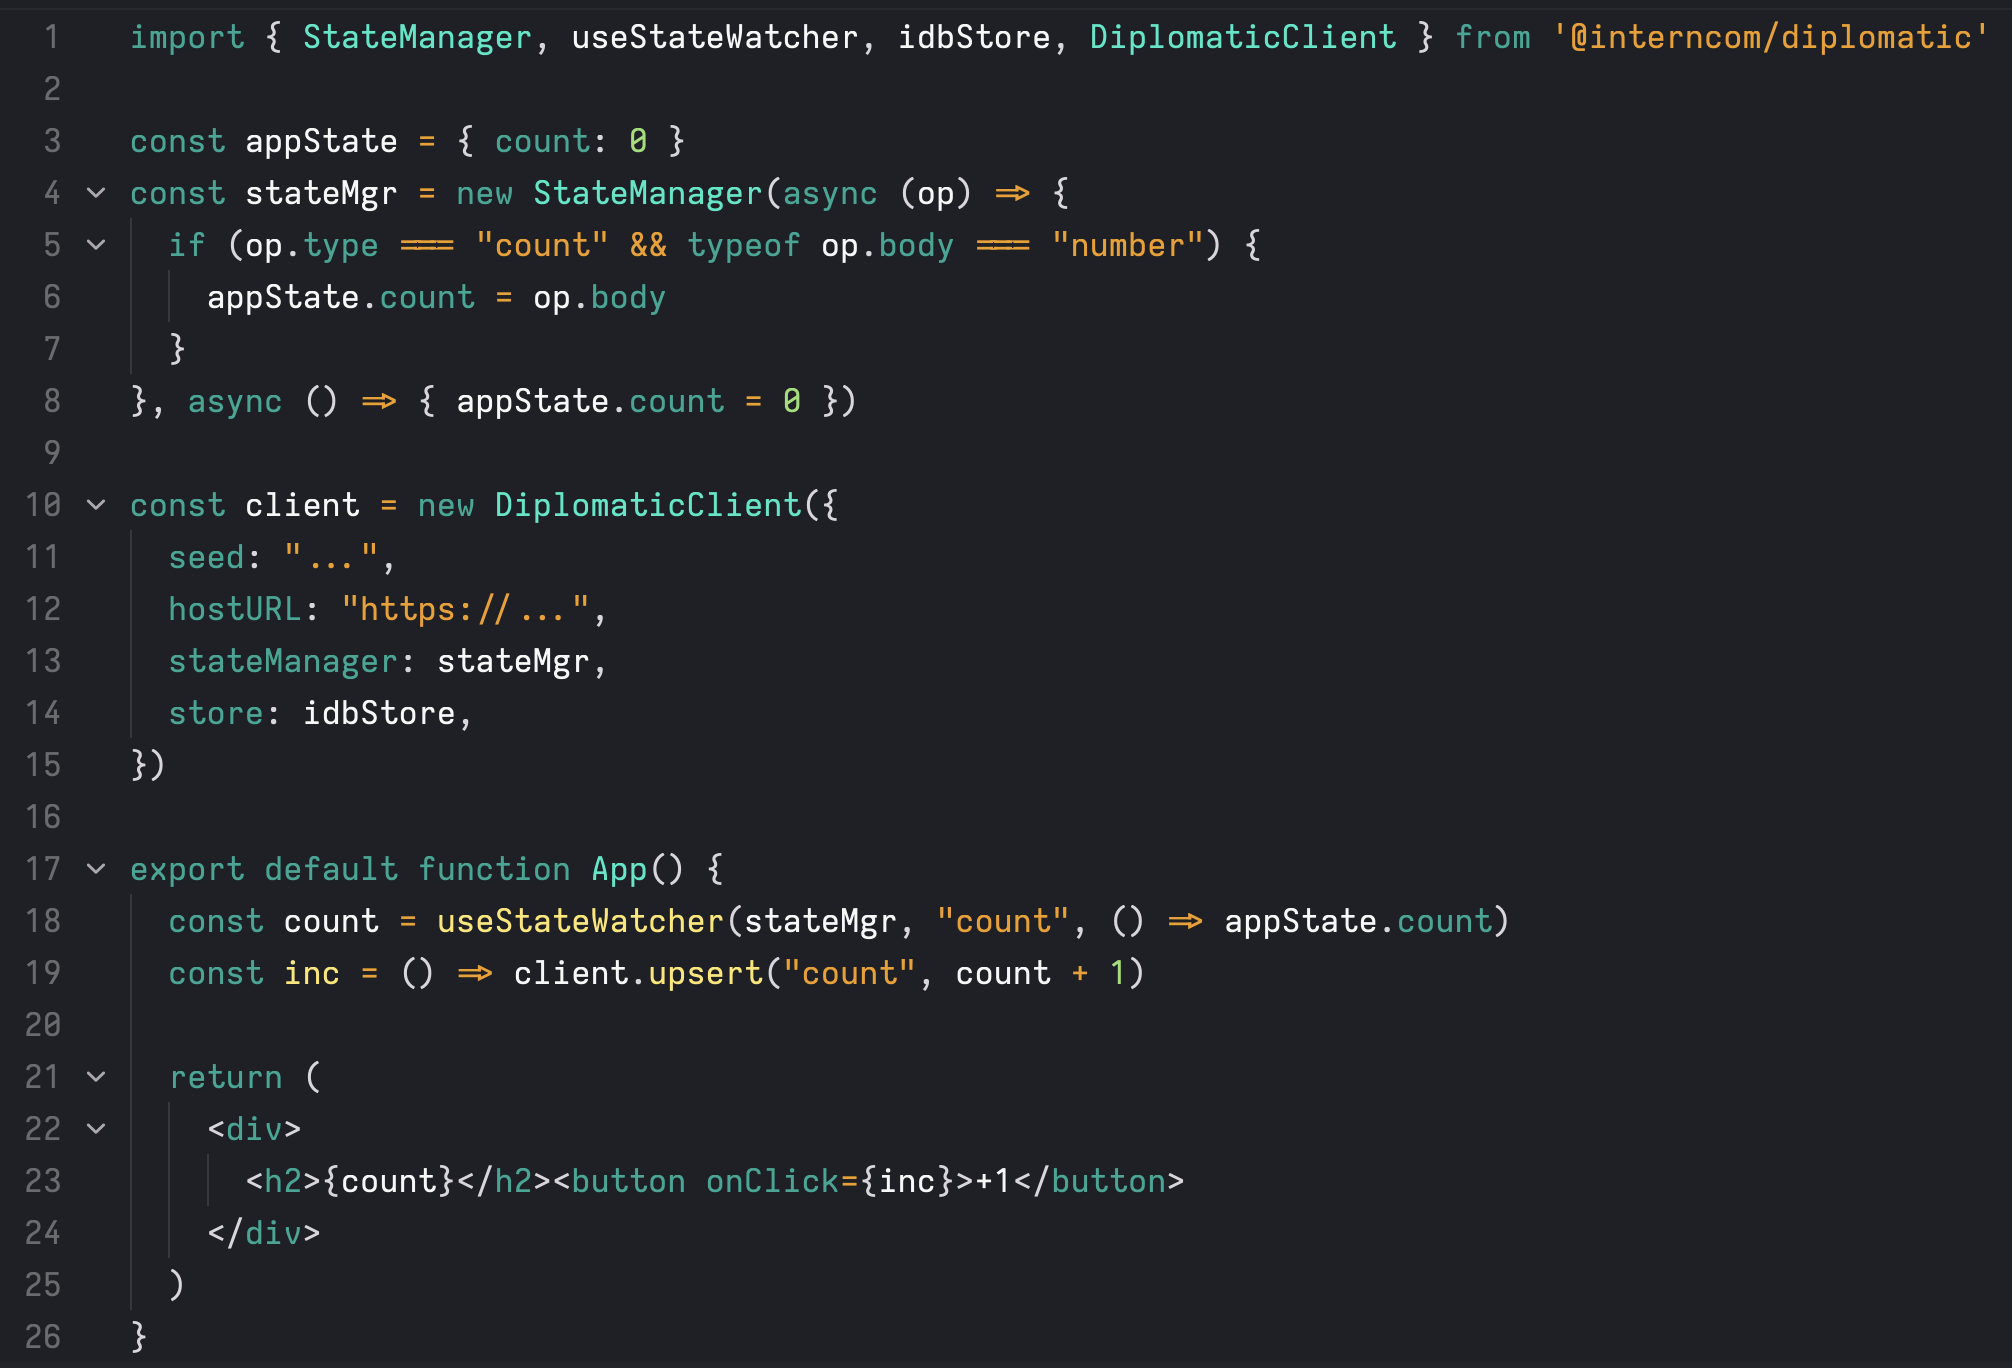 1 import { StateManager, useStateWatcher, idbStore, DiplomaticClient } from '@interncom/diplomatic'
2
3 const appState = { count: 0 }
4 const stateMgr = new StateManager(async (op) => {
5   if (op.type === "count" && typeof op.body === "number") {
6     appState.count = op.body
7   }
8 }, async () => { appState.count = 0 })
9
10 const client = new DiplomaticClient({
11   seed: "...",
12   hostURL: "https://...",
13   stateManager: stateMgr,
14   store: idbStore,
15 })
16
17 export default function App() {
18   const count = useStateWatcher(stateMgr, "count", () => appState.count)
19   const inc = () => client.upsert("count", count + 1)
20
21   return (
22     <div>
23       <h2>{count}</h2><button onClick={inc}>+1</button>
24     </div>
25   )
26 }